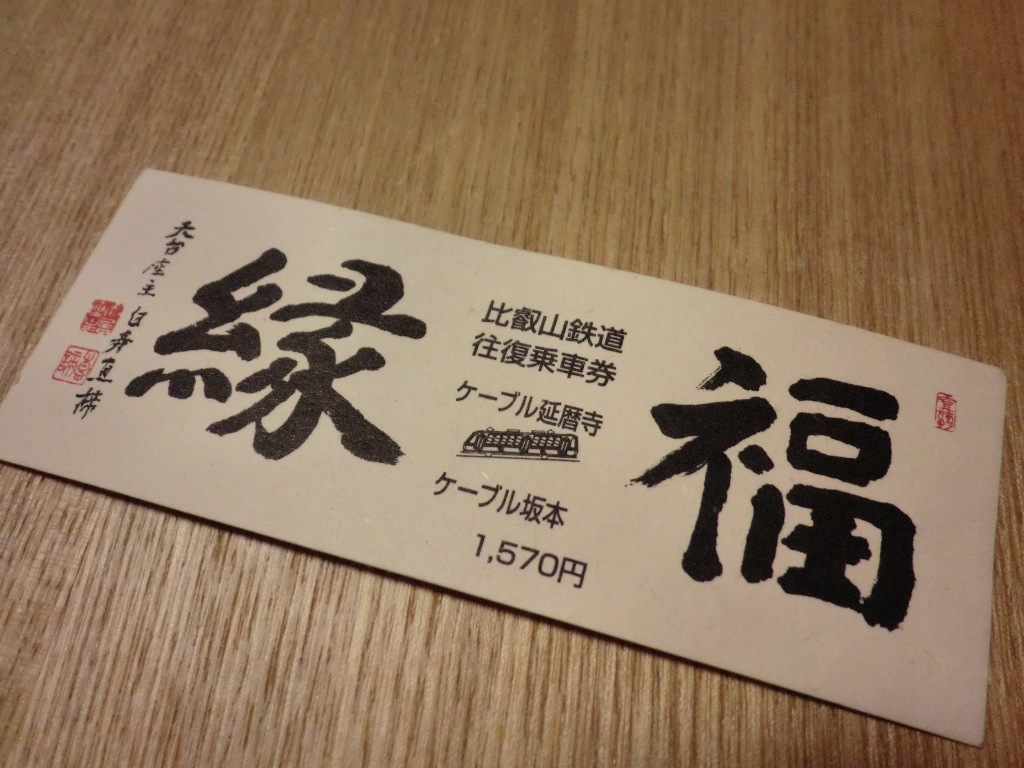 福
比叡山鉄道
往復乗車券
ケーブル延暦寺
ケーブル坂本
1,570円
縁
天台座主